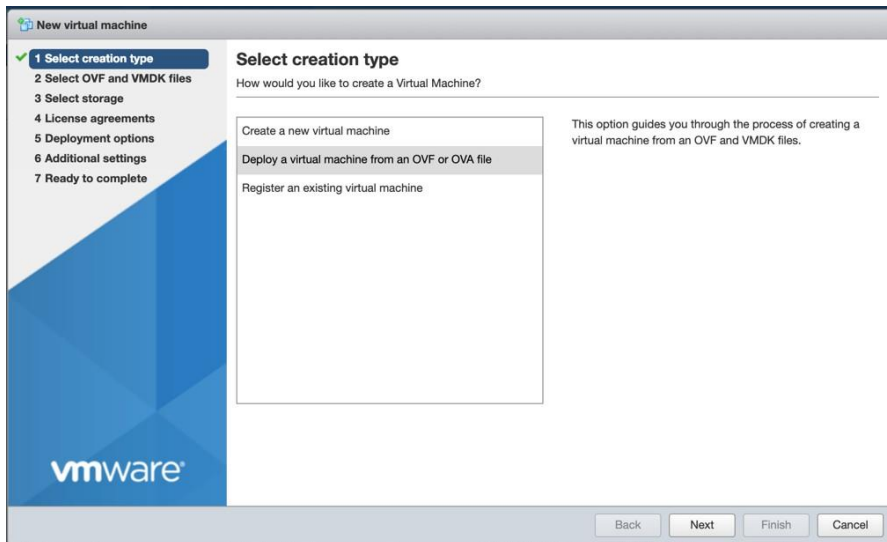 New virtual machine
1 Select creation type
2 Select OVF and VMDK files
3 Select storage
4 License agreements
5 Deployment options
6 Additional settings
7 Ready to complete
vmware®
Select creation type
How would you like to create a Virtual Machine?
Create a new virtual machine
Deploy a virtual machine from an OVF or OVA file
Register an existing virtual machine
This option guides you through the process of creating a
virtual machine from an OVF and VMDK files.
Back Next Finish Cancel